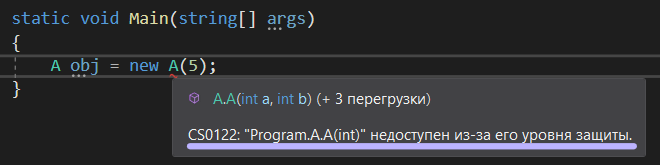 static void Main(string[] args)
{
A obj = new A(5);
}
A.A(int a, int b) (+ 3 перегрузки)
CS0122: "Program.A.A(int)" недоступен из-за его уровня защиты.